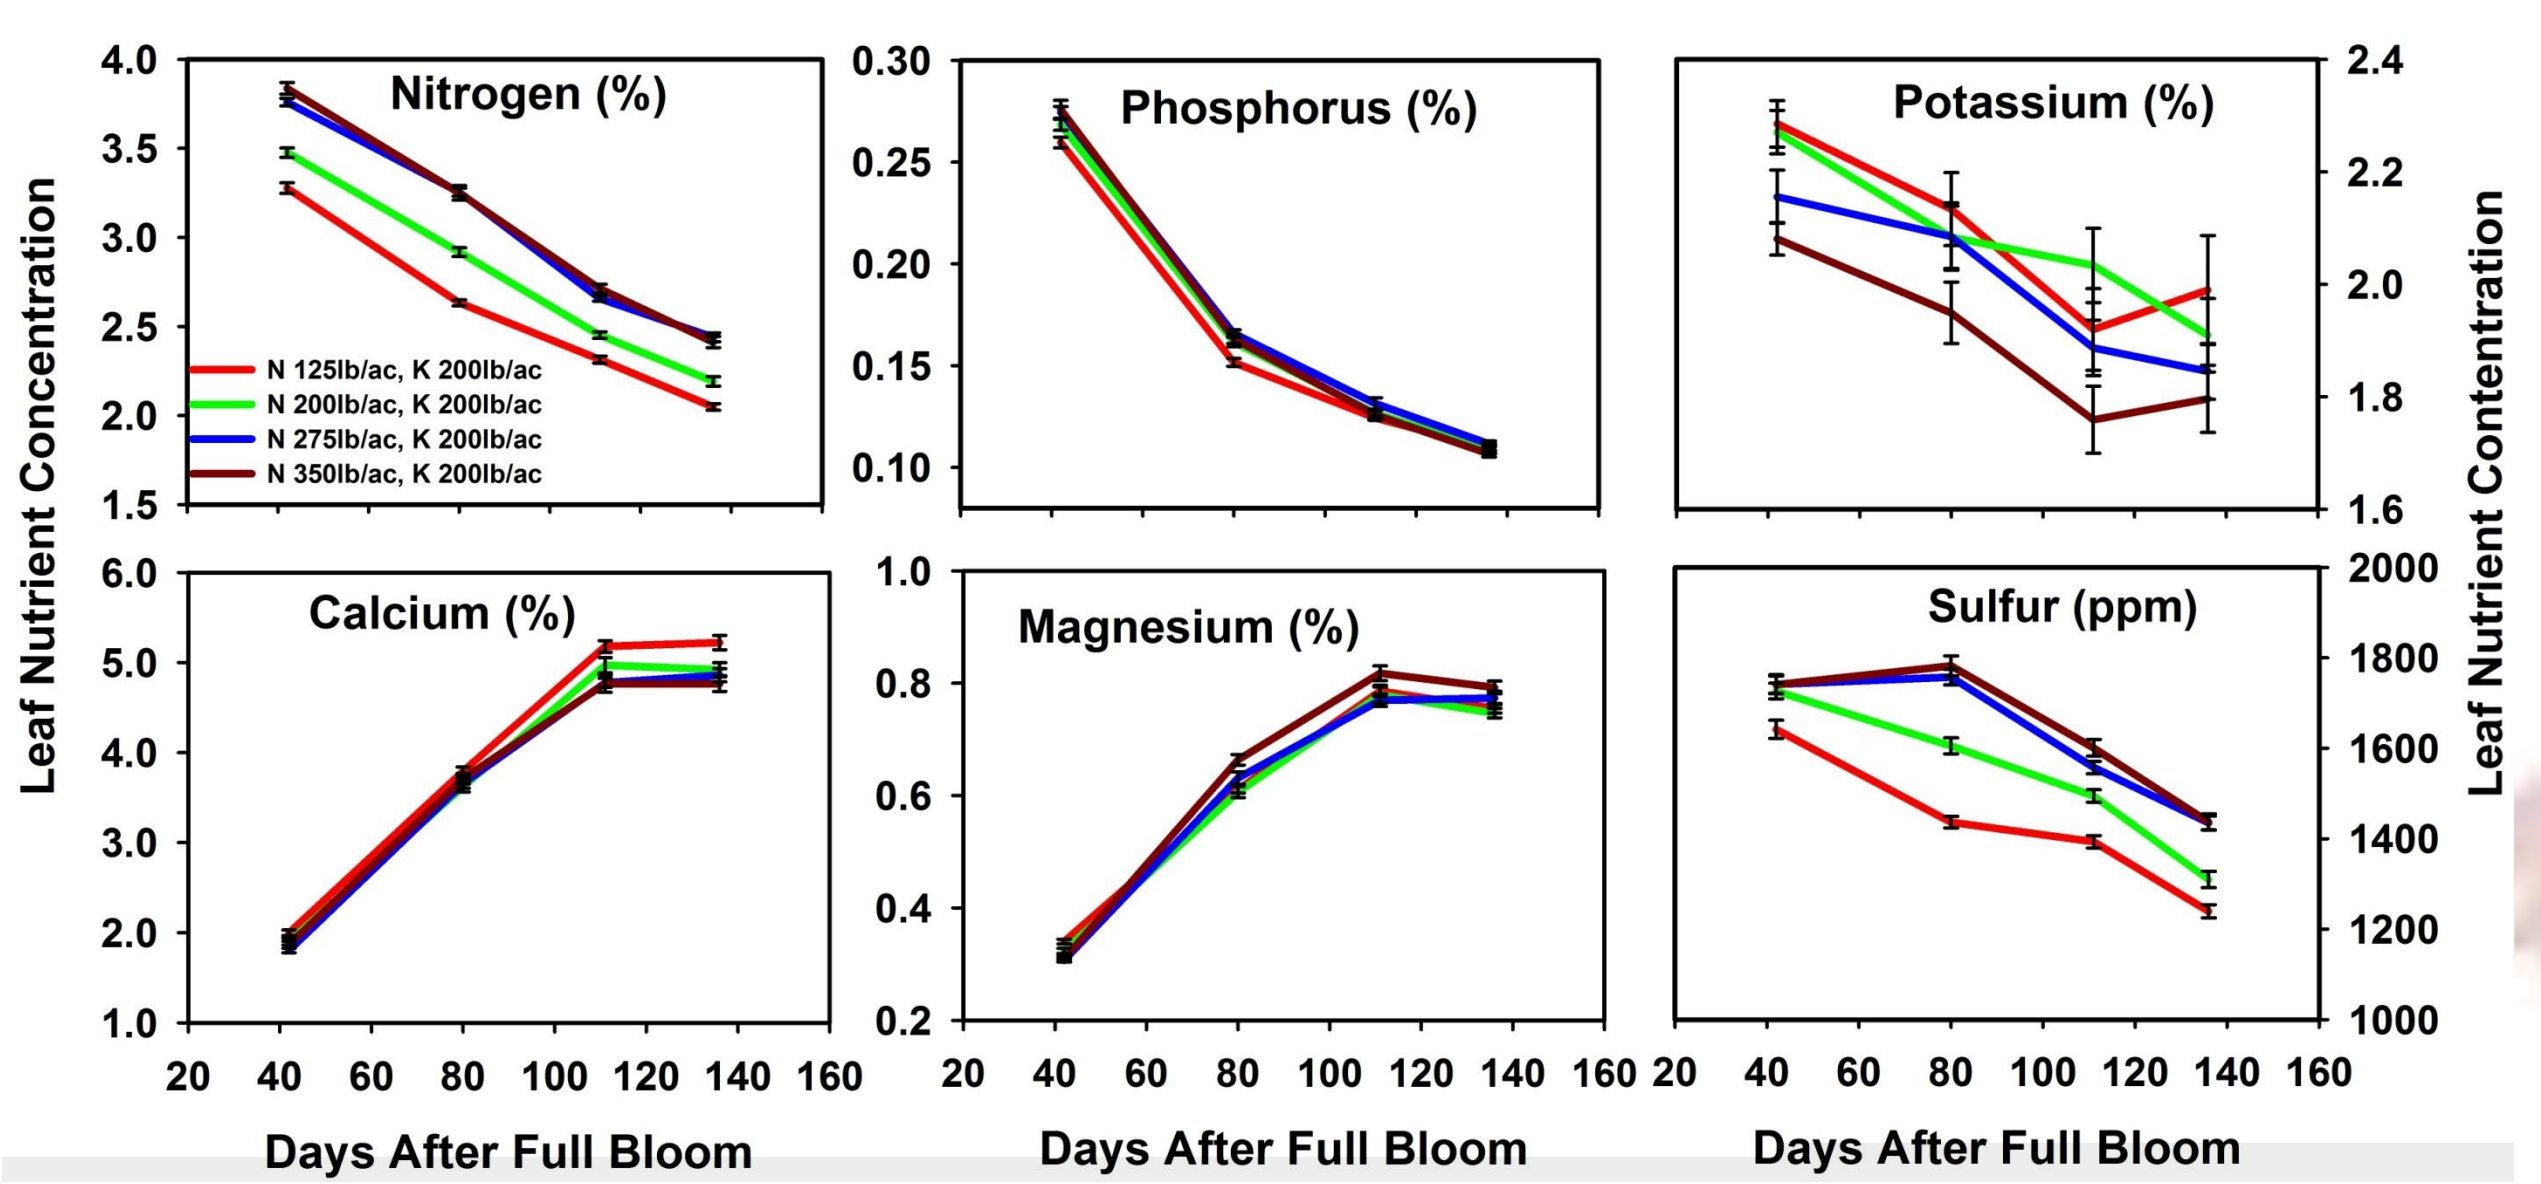 Leaf Nutrient Concentration
Nitrogen (%)
4.0
3.5
3.0
2.5
2.0
1.5
N 125lb/ac, K 200lb/ac
N 200lb/ac, K 200lb/ac
N 275lb/ac, K 200lb/ac
N 350lb/ac, K 200lb/ac
Phosphorus (%)
0.30
0.25
0.20
0.15
0.10
Potassium (%)
2.4
2.2
2.0
1.8
1.6
Leaf Nutrient Contentration
Calcium (%)
6.0
5.0
4.0
3.0
2.0
1.0
20 40 60 80 100 120 140 160
Days After Full Bloom
Magnesium (%)
1.0
0.8
0.6
0.4
0.2
20 40 60 80 100 120 140 160
Days After Full Bloom
Sulfur (ppm)
2000
1800
1600
1400
1200
1000
20 40 60 80 100 120 140 160
Days After Full Bloom